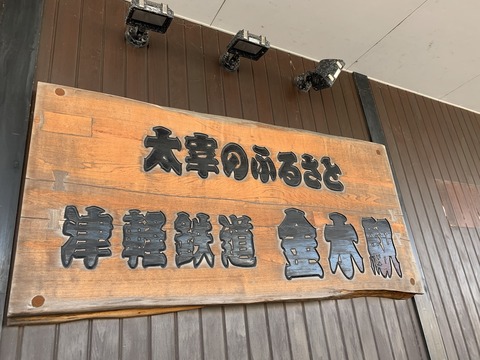 太宰のふるさと
津軽鉄道 金木駅